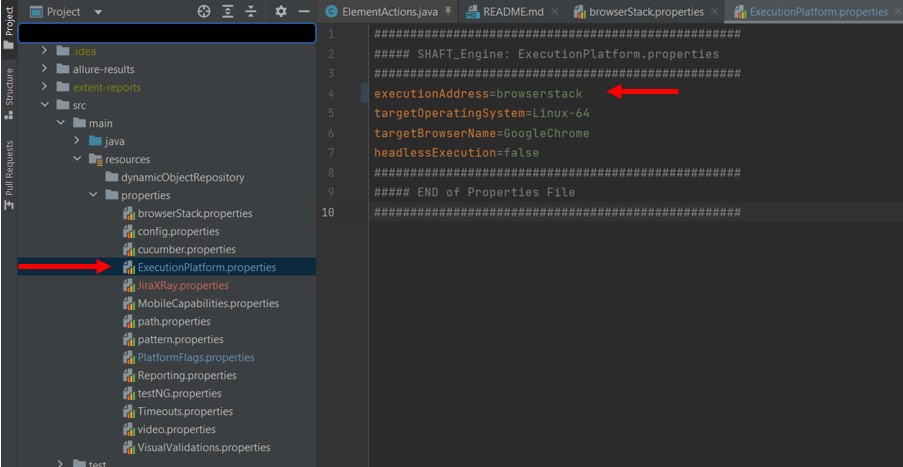 Project
Structure
Pull Requests
Project
.idea
allure-results
extent-reports
src
main
java
resources
dynamicObjectRepository
properties
browserStack.properties
config.properties
cucumber.properties
ExecutionPlatform.properties
JiraXRay.properties
MobileCapabilities.properties
path.properties
pattern.properties
PlatformFlags.properties
Reporting.properties
testNG.properties
Timeouts.properties
video.properties
VisualValidations.properties
test
ElementActions.java
README.md
browserStack.properties
ExecutionPlatform.properties
1 ###################################################
2 ##### SHAFT_Engine: ExecutionPlatform.properties
3 ###################################################
4 executionAddress=browserstack
5 targetOperatingSystem=Linux-64
6 targetBrowserName=GoogleChrome
7 headlessExecution=false
8 ###################################################
9 ##### END of Properties File
10 ###################################################